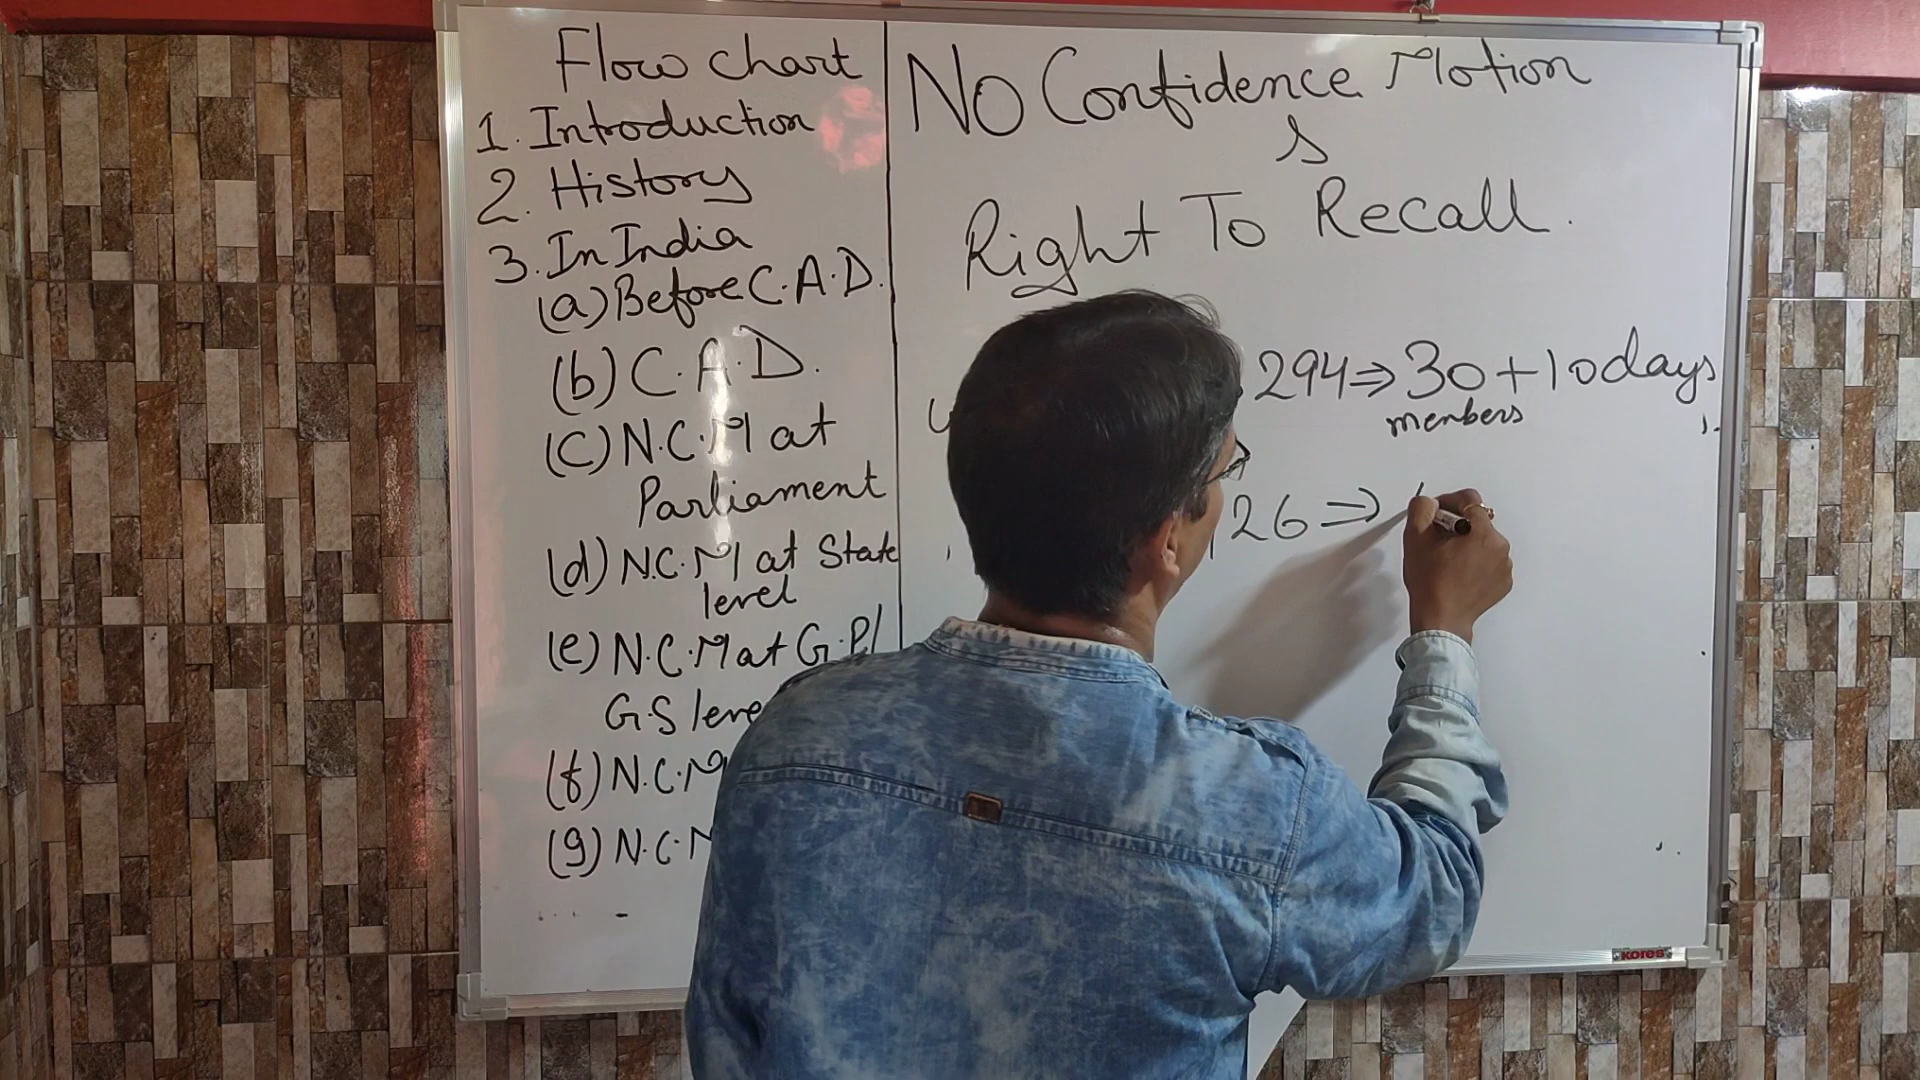 Flow chart
1. Introduction
2. History
3. In India
(a) Before C.A.D.
(b) C.A.D.
(c) N.C.M at
Parliament
(d) N.C.M at State
level
(e) N.C.M at G.P/
G.S leve
(f) N.C.M
(g) N.C.M
No Confidence Motion
&
Right To Recall.
294 ⇒ 30 + 10 days
members
126 ⇒
KORES